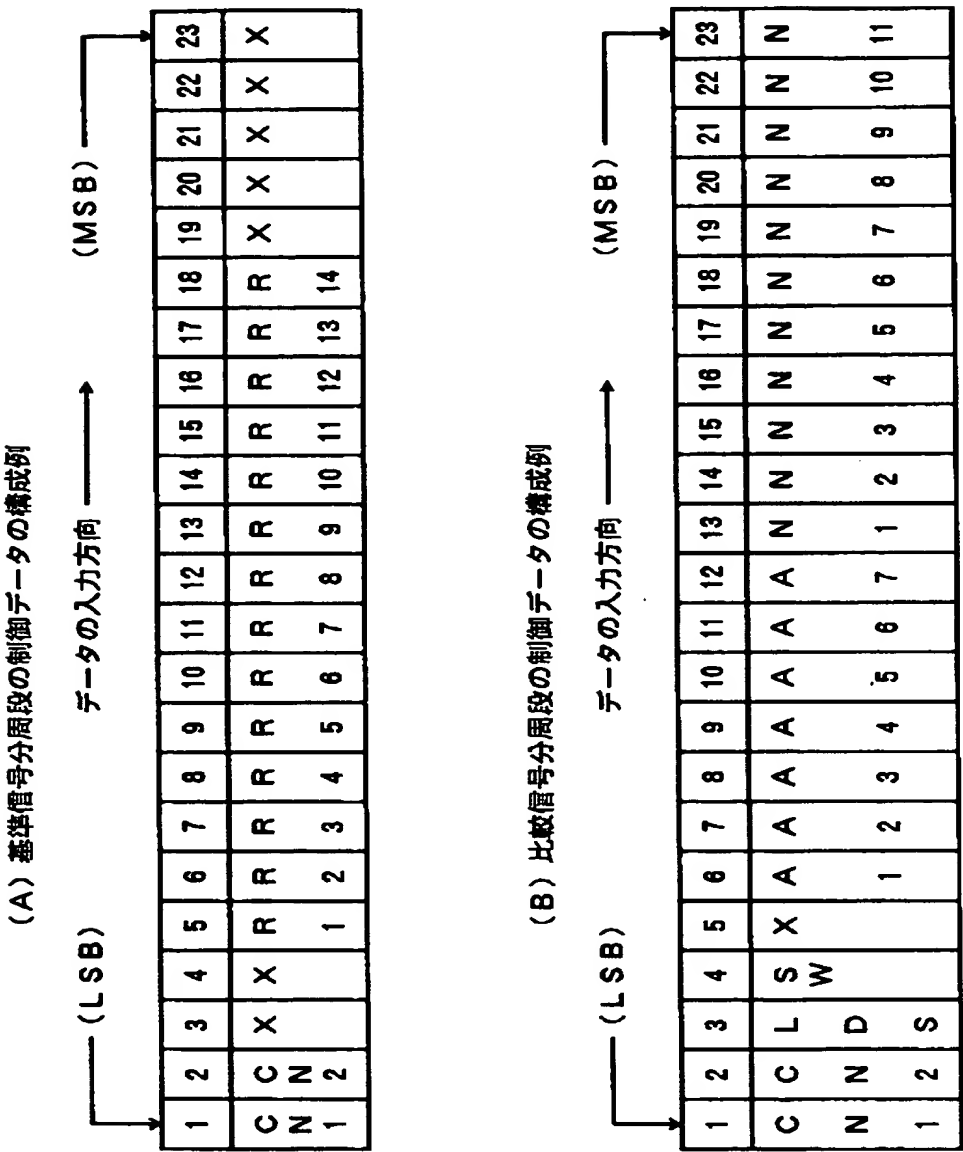 (A) 基準信号分周段の制御データの構成例
(LSB) データの入力方向 (MSB)
1 2 3 4 5 6 7 8 9 10 11 12 13 14 15 16 17 18 19 20 21 22 23
C C X X R R R R R R R R R R R R R R X X X X X
N N
1 2 1 2 3 4 5 6 7 8 9 10 11 12 13 14
(B) 比較信号分周段の制御データの構成例
(LSB) データの入力方向 (MSB)
1 2 3 4 5 6 7 8 9 10 11 12 13 14 15 16 17 18 19 20 21 22 23
C C L S X A A A A A A A N N N N N N N N N N N
N N D W
1 2 S 1 2 3 4 5 6 7 1 2 3 4 5 6 7 8 9 10 11